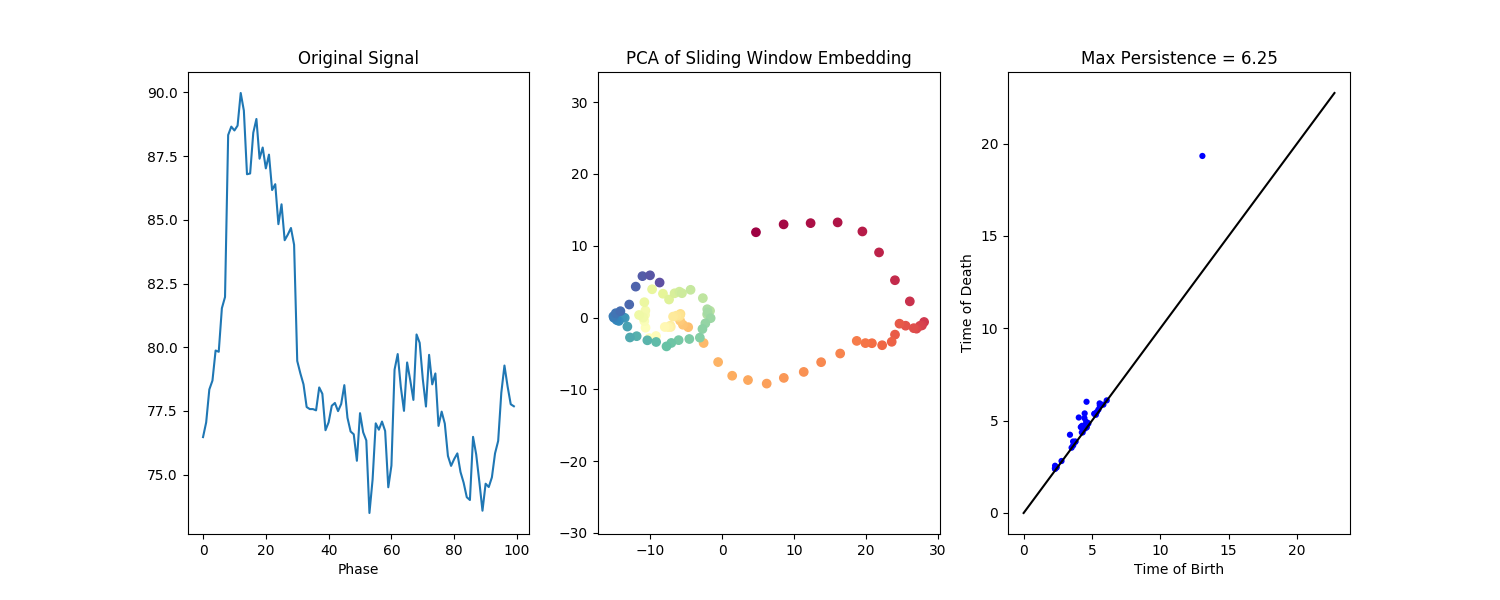 Original Signal
90.0
87.5
85.0
82.5
80.0
77.5
75.0
0 20 40 60 80 100
Phase
PCA of Sliding Window Embedding
30
20
10
0
−10
−20
−30
−10 0 10 20 30
Max Persistence = 6.25
Time of Death
20
15
10
5
0
0 5 10 15 20
Time of Birth